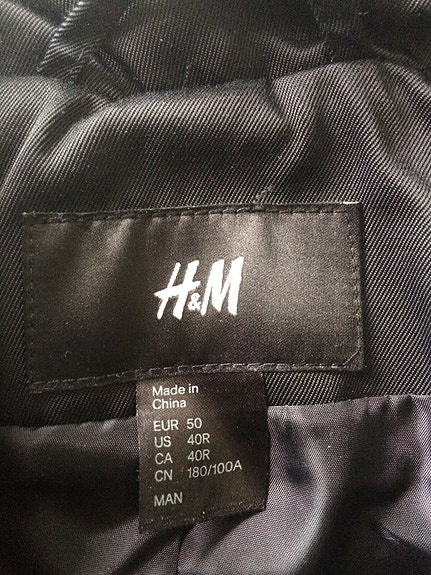 H&M
Made in
China
EUR 50
US 40R
CA 40R
CN 180/100A
MAN